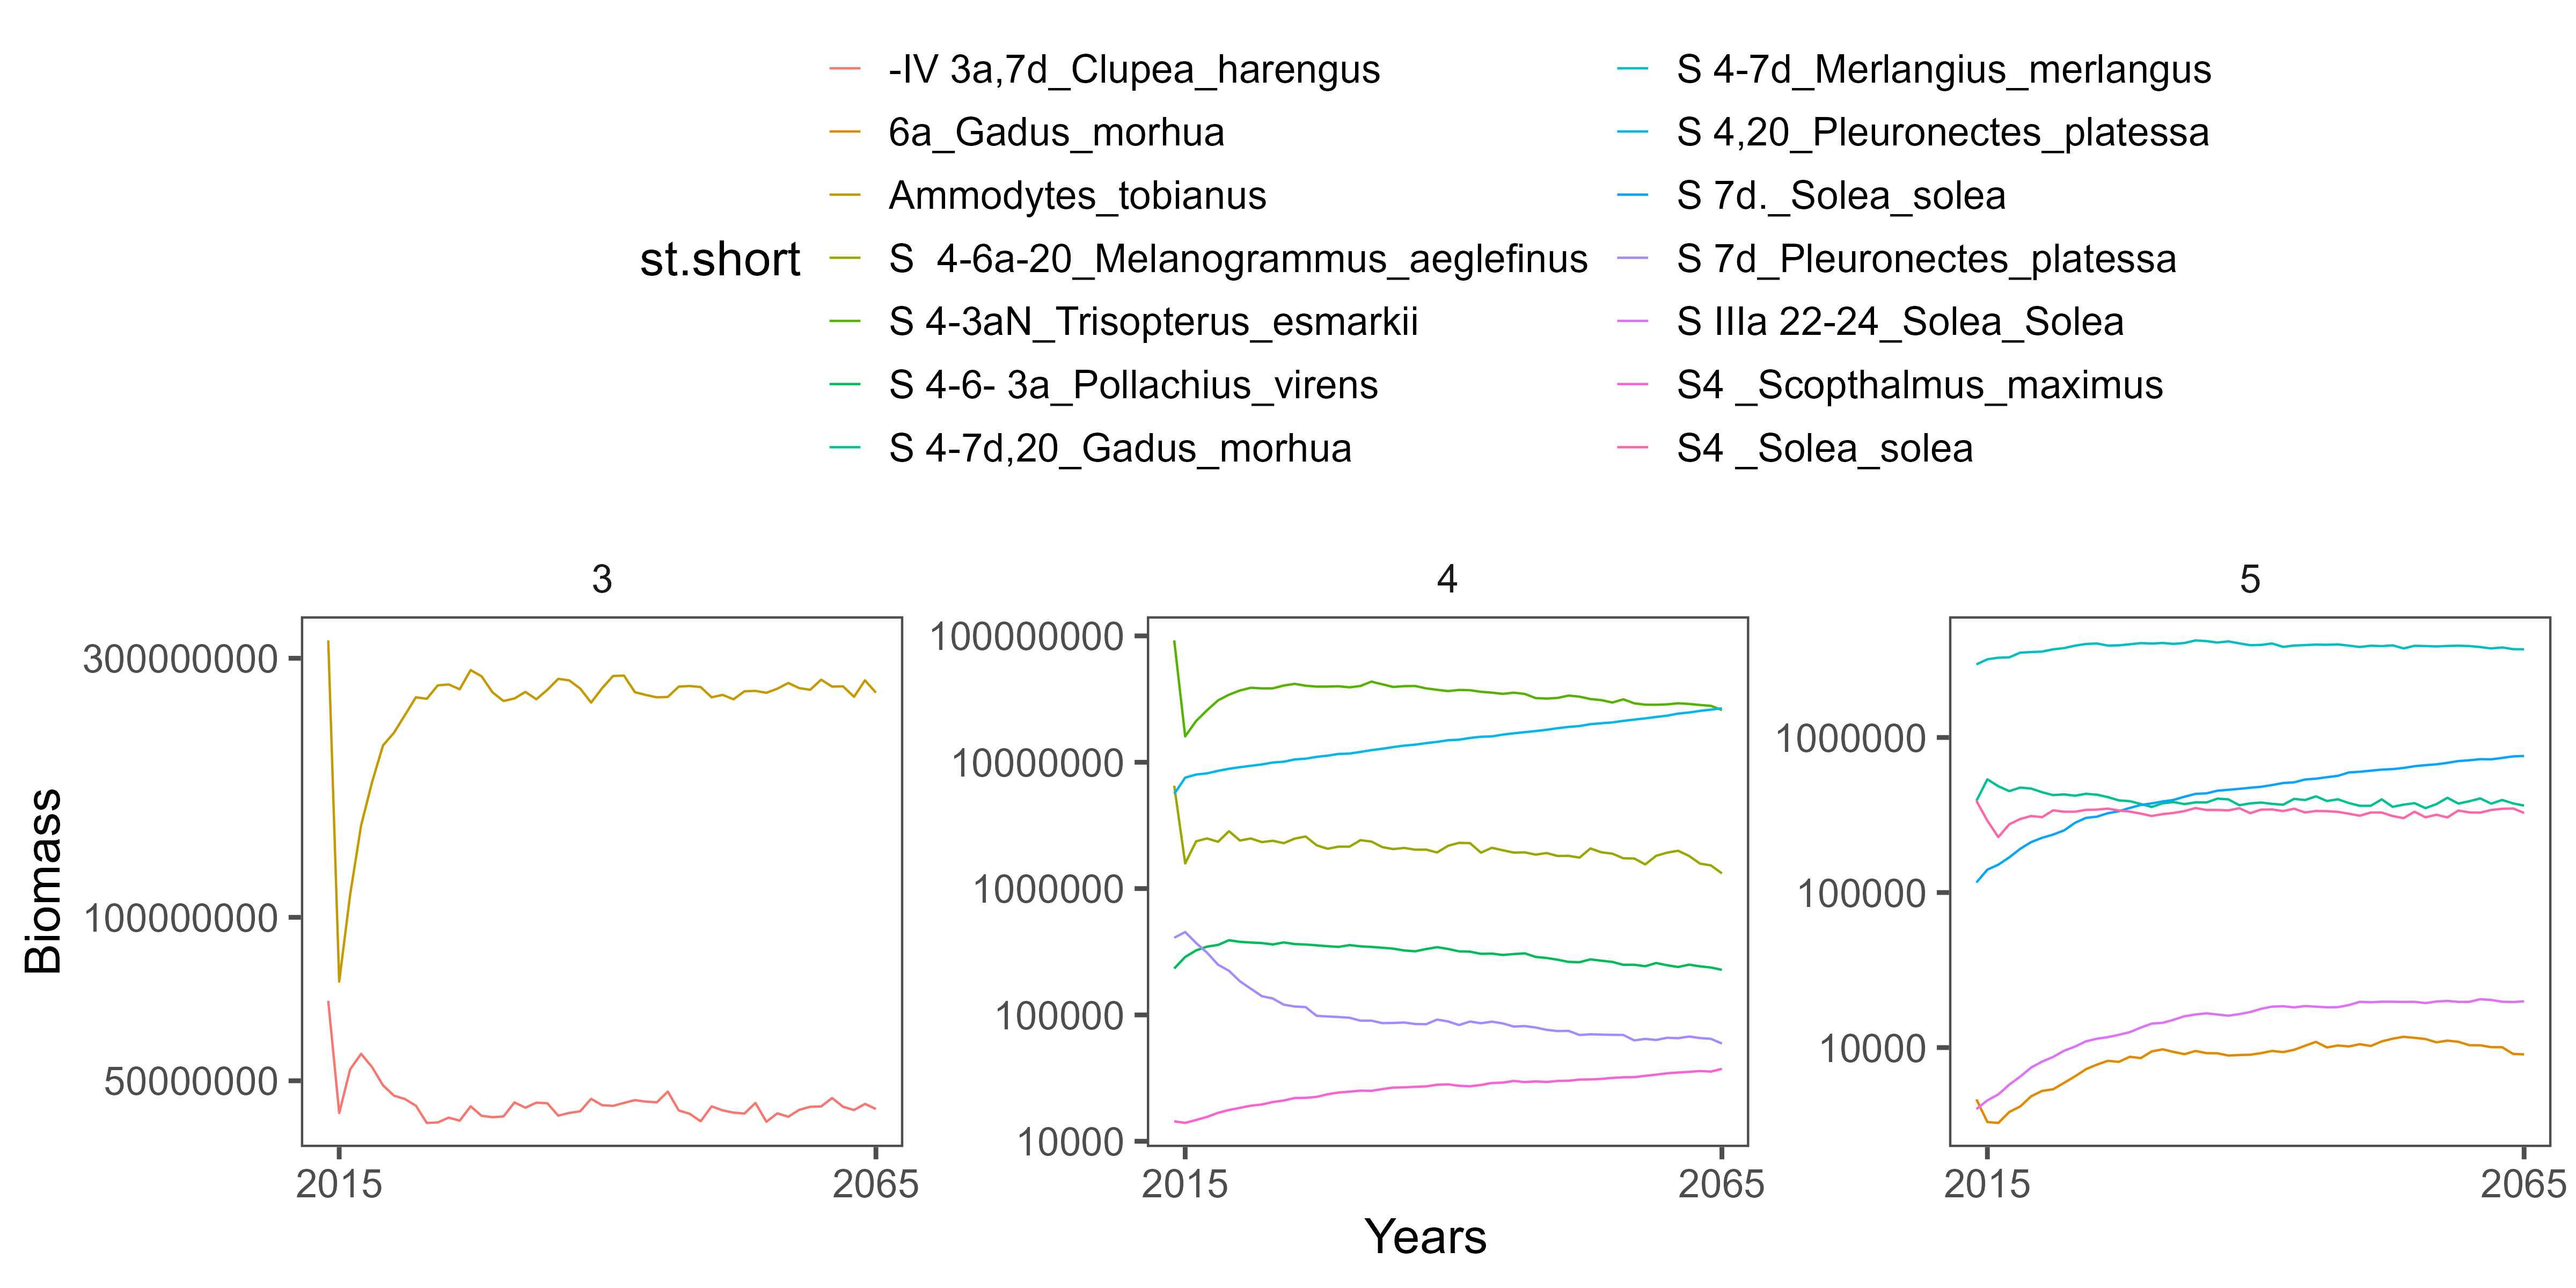 st.short
-IV 3a,7d_Clupea_harengus
6a_Gadus_morhua
Ammodytes_tobianus
S  4-6a-20_Melanogrammus_aeglefinus
S 4-3aN_Trisopterus_esmarkii
S 4-6- 3a_Pollachius_virens
S 4-7d,20_Gadus_morhua
S 4-7d_Merlangius_merlangus
S 4,20_Pleuronectes_platessa
S 7d._Solea_solea
S 7d_Pleuronectes_platessa
S IIIa 22-24_Solea_Solea
S4 _Scopthalmus_maximus
S4 _Solea_solea
Biomass
3
300000000
100000000
50000000
2015 2065
4
100000000
10000000
1000000
100000
10000
2015 2065
5
1000000
100000
10000
2015 2065
Years